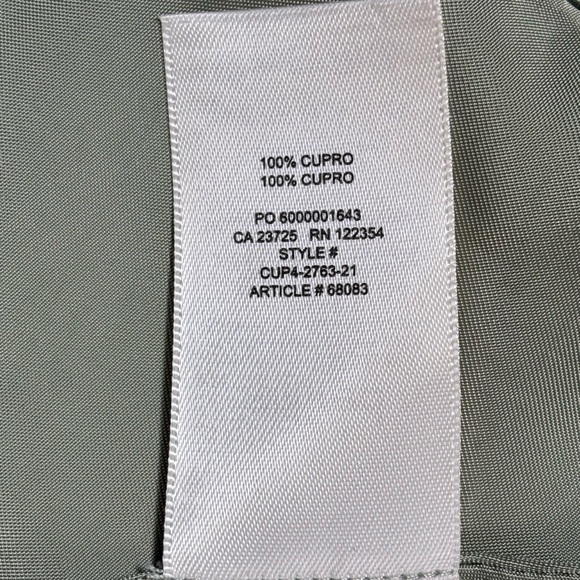 100% CUPRO
100% CUPRO
PO 6000001643
CA 23725 RN 122354
STYLE #
CUP4-2763-21
ARTICLE # 68083